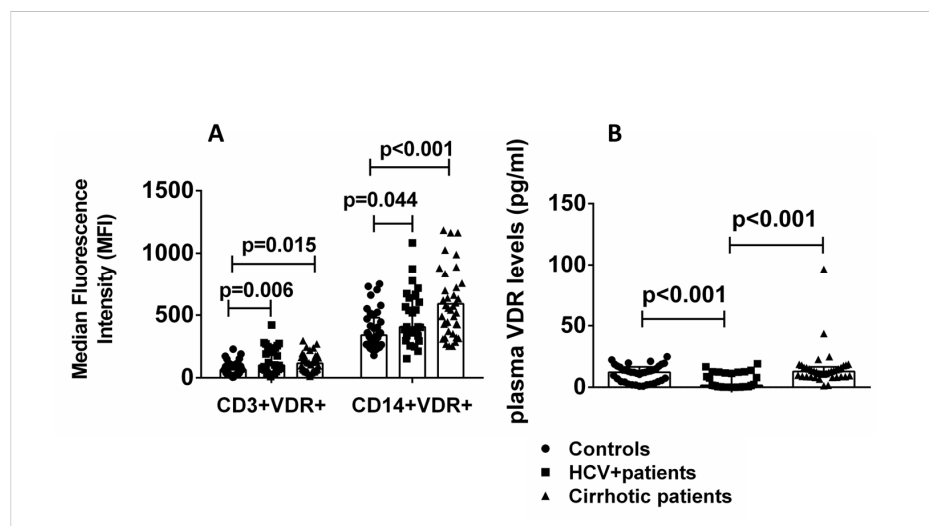 A
B
p<0.001
p=0.044
p=0.015
p=0.006
1500
1000
500
0
Median Fluorescence
Intensity (MFI)
CD3+VDR+
CD14+VDR+
plasma VDR levels (pg/ml)
150
100
50
0
p<0.001
p<0.001
Controls
HCV+patients
Cirrhotic patients